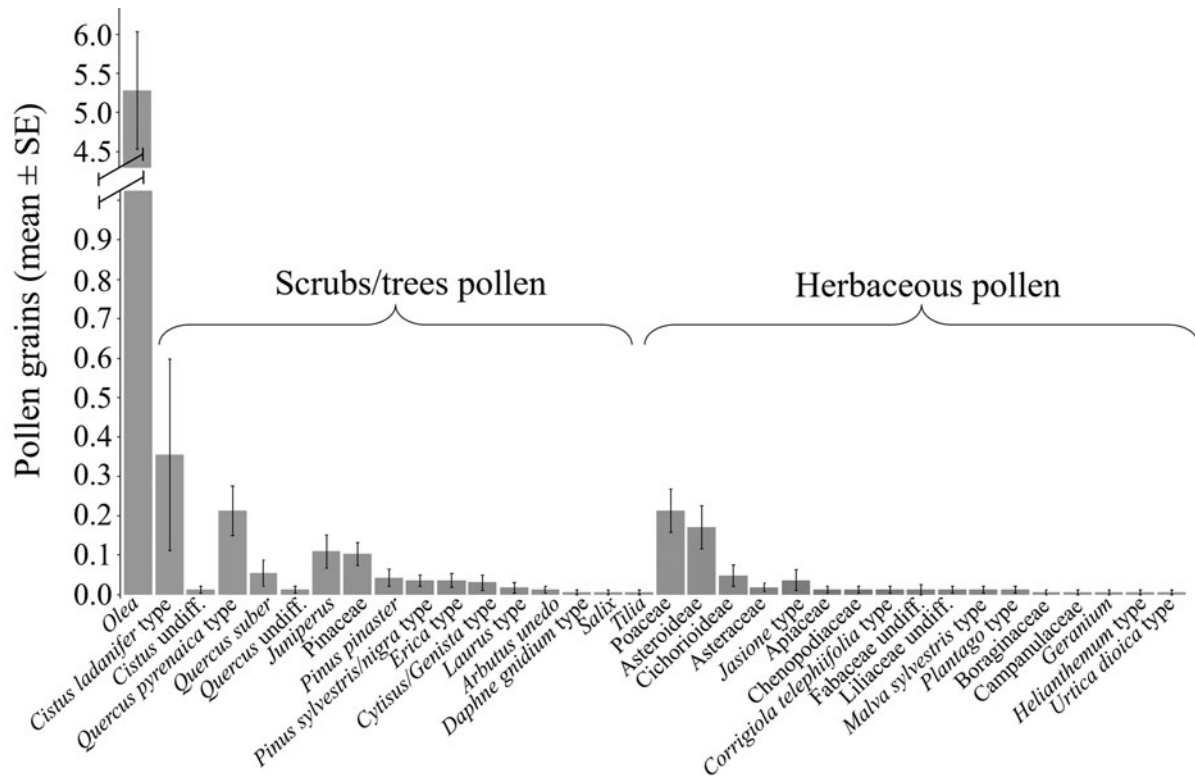 Pollen grains (mean ± SE)
6.0
5.5
5.0
4.5
0.9
0.8
0.7
0.6
0.5
0.4
0.3
0.2
0.1
0.0
Scrubs/trees pollen
Herbaceous pollen
Olea
Cistus ladanifer type
Cistus undiff.
Quercus pyrenaica type
Quercus suber
Quercus undiff.
Juniperus
Pinaceae
Pinus pinaster
Pinus sylvestris/nigra type
Erica type
Cytisus/Genista type
Laurus type
Arbutus unedo
Daphne gnidium type
Salix
Tilia
Poaceae
Asteroideae
Cichorioideae
Asteraceae
Jasione type
Apiaceae
Chenopodiaceae
Corrigiola telephiifolia type
Fabaceae undiff.
Liliaceae undiff.
Malva sylvestris type
Plantago type
Boraginaceae
Campanulaceae
Geranium
Helianthemum type
Urtica dioica type